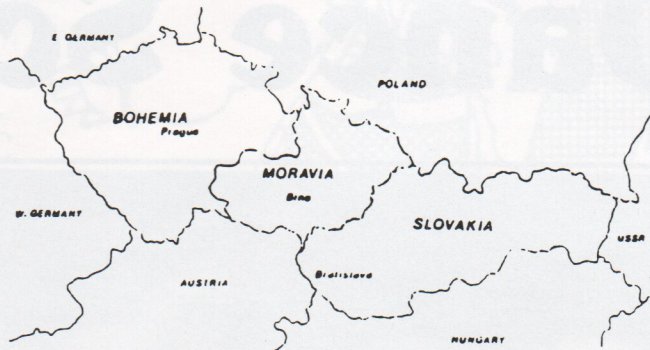 E. GERMANY
POLAND
BOHEMIA
Prague
MORAVIA
Brno
W. GERMANY
SLOVAKIA
USSR
AUSTRIA
Bratislava
HUNGARY